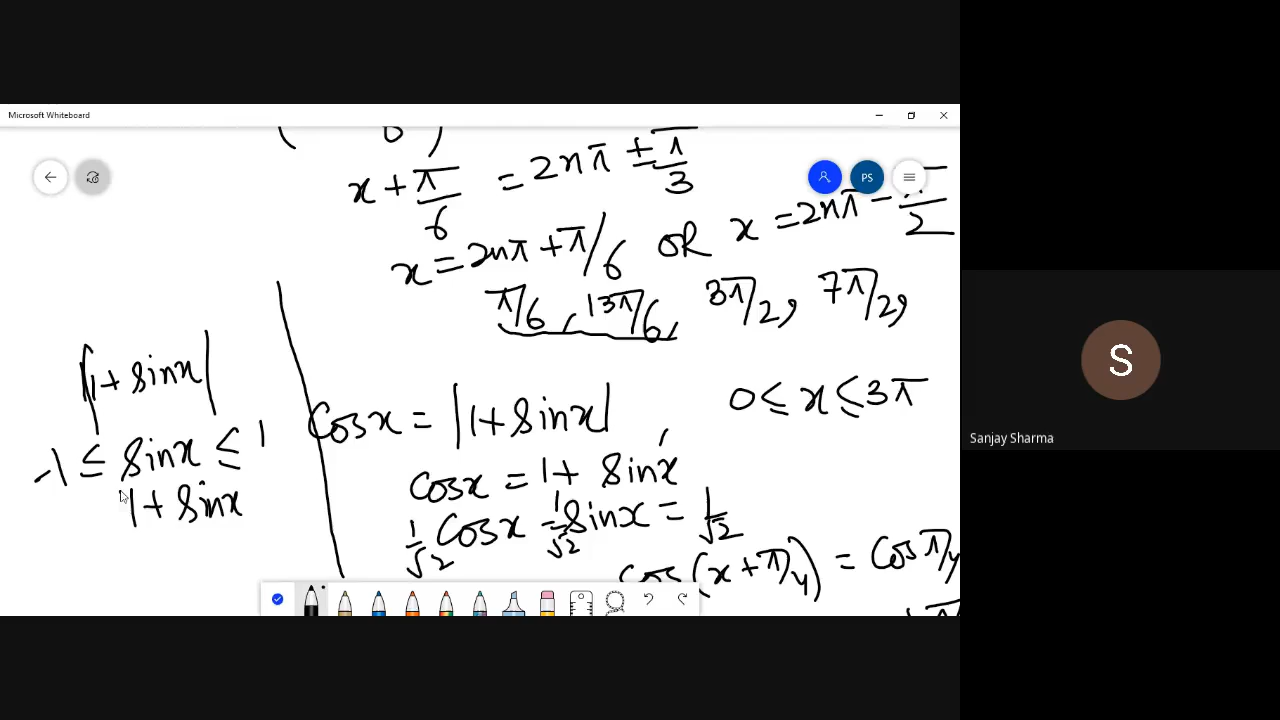 Microsoft Whiteboard
PS
x + π/6 = 2nπ ± π/3
x = 2nπ + π/6 OR x = 2nπ - π/2
π/6, 13π/6, 3π/2, 7π/2,
|1 + sinx|
-1 ≤ sinx ≤ 1
1 + sinx
cosx = |1 + sinx| 0 ≤ x ≤ 3π
cosx = 1 + sinx
1/√2 cosx - 1/√2 sinx = 1/√2
cos(x + π/4) = cos π/4
S
Sanjay Sharma